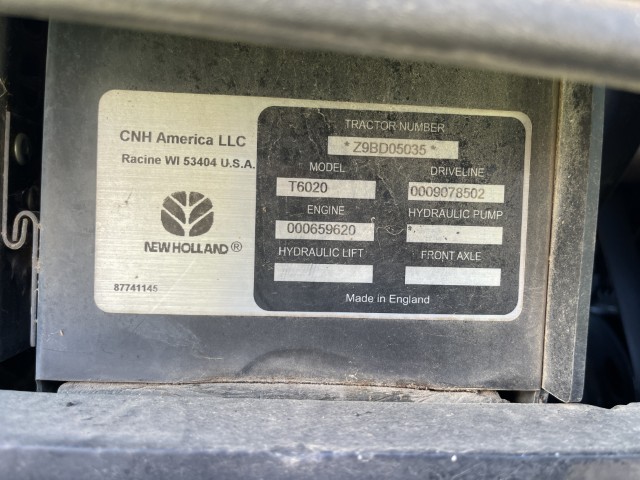 CNH America LLC
Racine WI 53404 U.S.A.
NEW HOLLAND®
87741145
TRACTOR NUMBER
*Z9BD05035*
MODEL DRIVELINE
T6020 0009078502
ENGINE HYDRAULIC PUMP
000659620
HYDRAULIC LIFT FRONT AXLE
Made in England